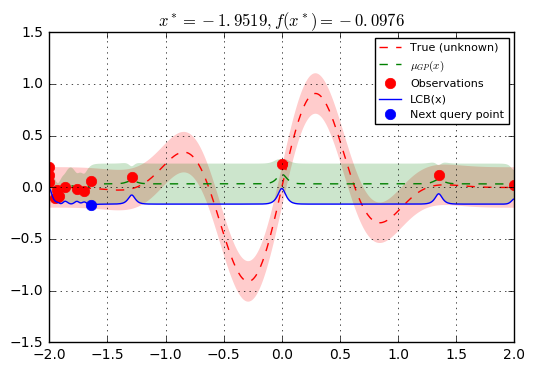 x* = −1.9519, f(x*) = −0.0976
1.5
1.0
0.5
0.0
−0.5
−1.0
−1.5
−2.0 −1.5 −1.0 −0.5 0.0 0.5 1.0 1.5 2.0
True (unknown)
μGP(x)
Observations
LCB(x)
Next query point